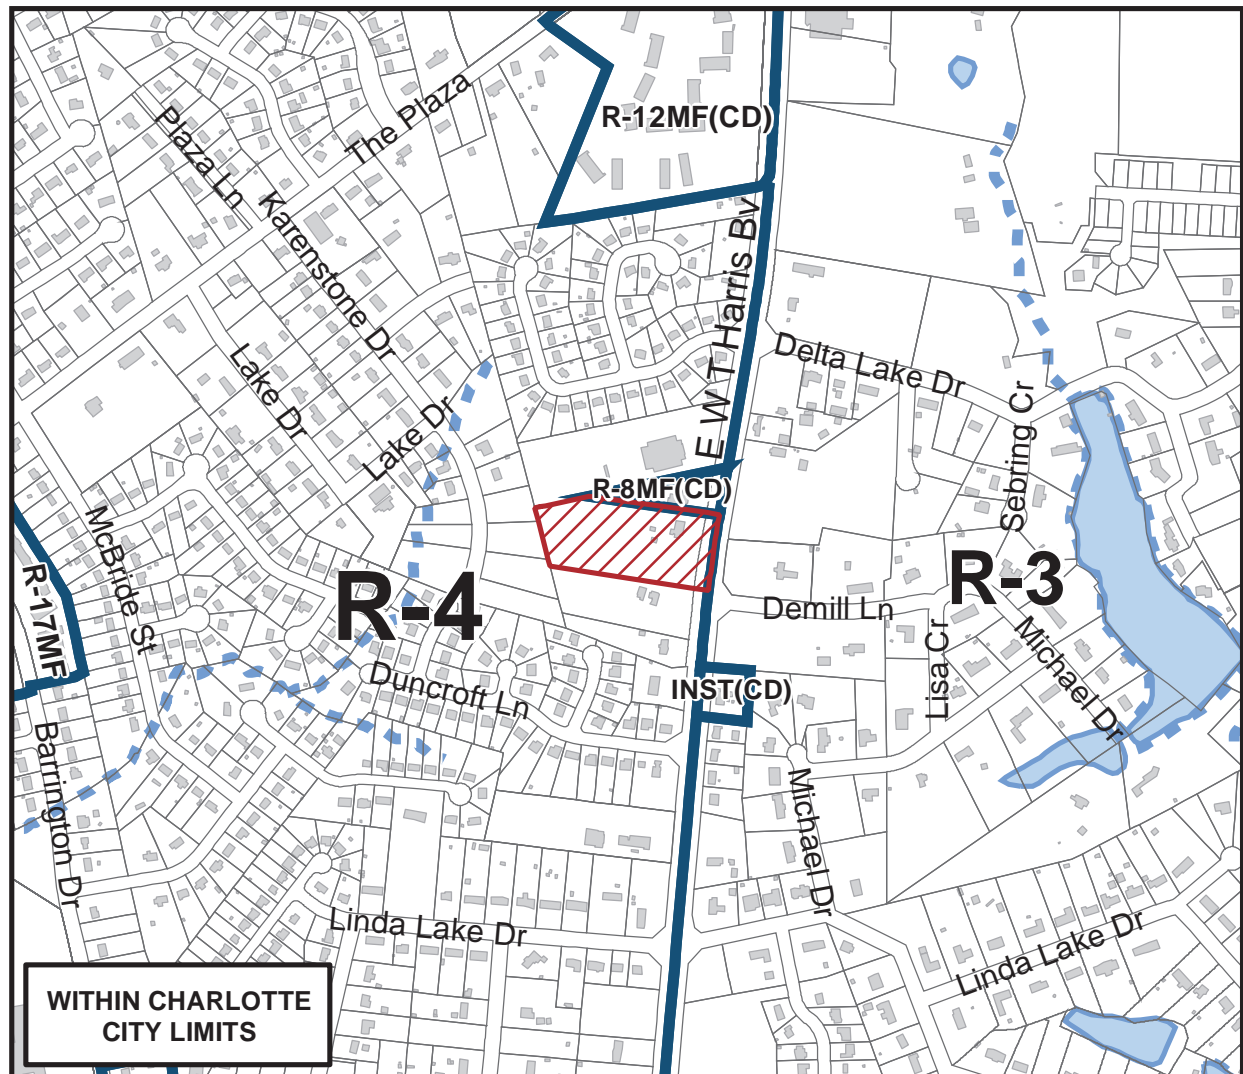 R-12MF(CD)
The Plaza
Plaza Ln
Karenstone Dr
E W T Harris Bv
Lake Dr
Lake Dr
Delta Lake Dr
Sebring Cr
R-8MF(CD)
McBride St
R-17MF
R-4
R-3
Demill Ln
Lisa Cr
Michael Dr
Duncroft Ln
INST(CD)
Barrington Dr
Michael Dr
Linda Lake Dr
Linda Lake Dr
WITHIN CHARLOTTE
CITY LIMITS